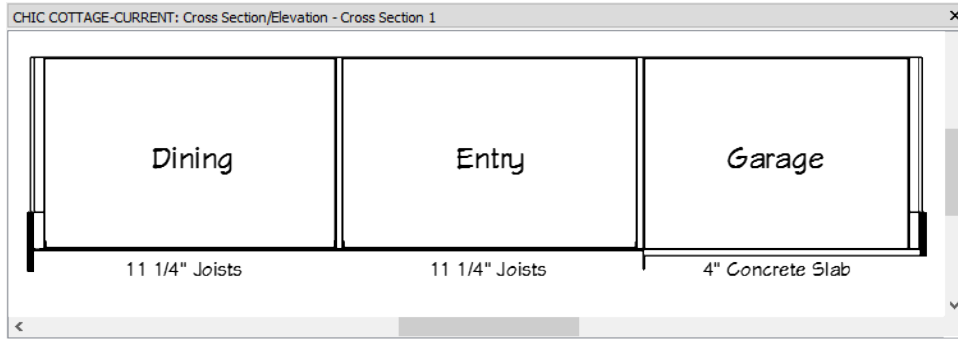 CHIC COTTAGE-CURRENT: Cross Section/Elevation - Cross Section 1
Dining Entry Garage
11 1/4" Joists 11 1/4" Joists 4" Concrete Slab